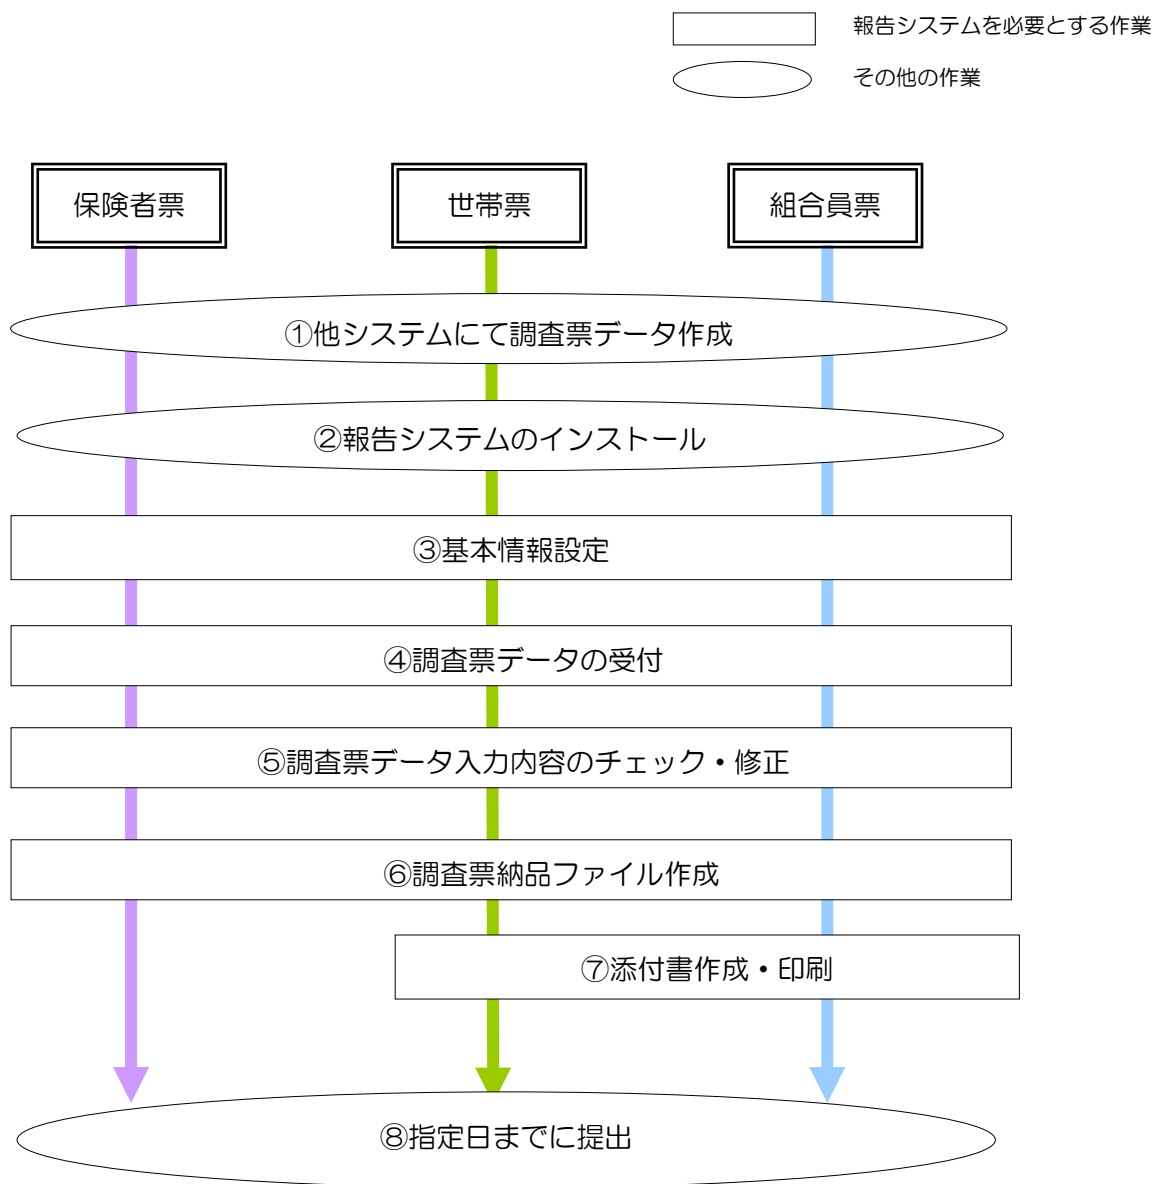 報告システムを必要とする作業
その他の作業
保険者票
世帯票
組合員票
①他システムにて調査票データ作成
②報告システムのインストール
③基本情報設定
④調査票データの受付
⑤調査票データ入力内容のチェック・修正
⑥調査票納品ファイル作成
⑦添付書作成・印刷
⑧指定日までに提出